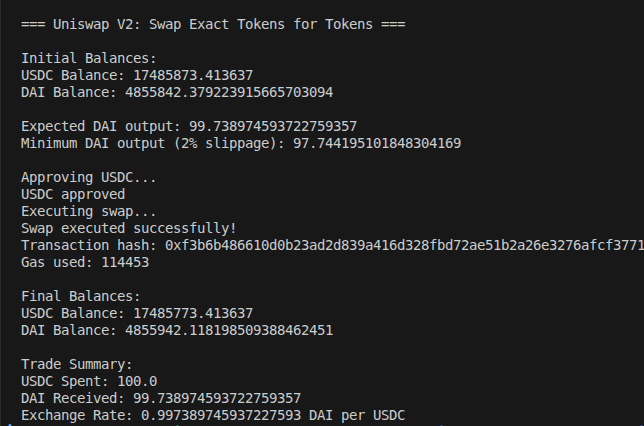 === Uniswap V2: Swap Exact Tokens for Tokens ===
Initial Balances:
USDC Balance: 17485873.413637
DAI Balance: 4855842.379223915665703094
Expected DAI output: 99.738974593722759357
Minimum DAI output (2% slippage): 97.744195101848304169
Approving USDC...
USDC approved
Executing swap...
Swap executed successfully!
Transaction hash: 0xf3b6b486610d0b23ad2d839a416d328fbd72ae51b2a26e3276afcf3771
Gas used: 114453
Final Balances:
USDC Balance: 17485773.413637
DAI Balance: 4855942.118198509388462451
Trade Summary:
USDC Spent: 100.0
DAI Received: 99.738974593722759357
Exchange Rate: 0.997389745937227593 DAI per USDC